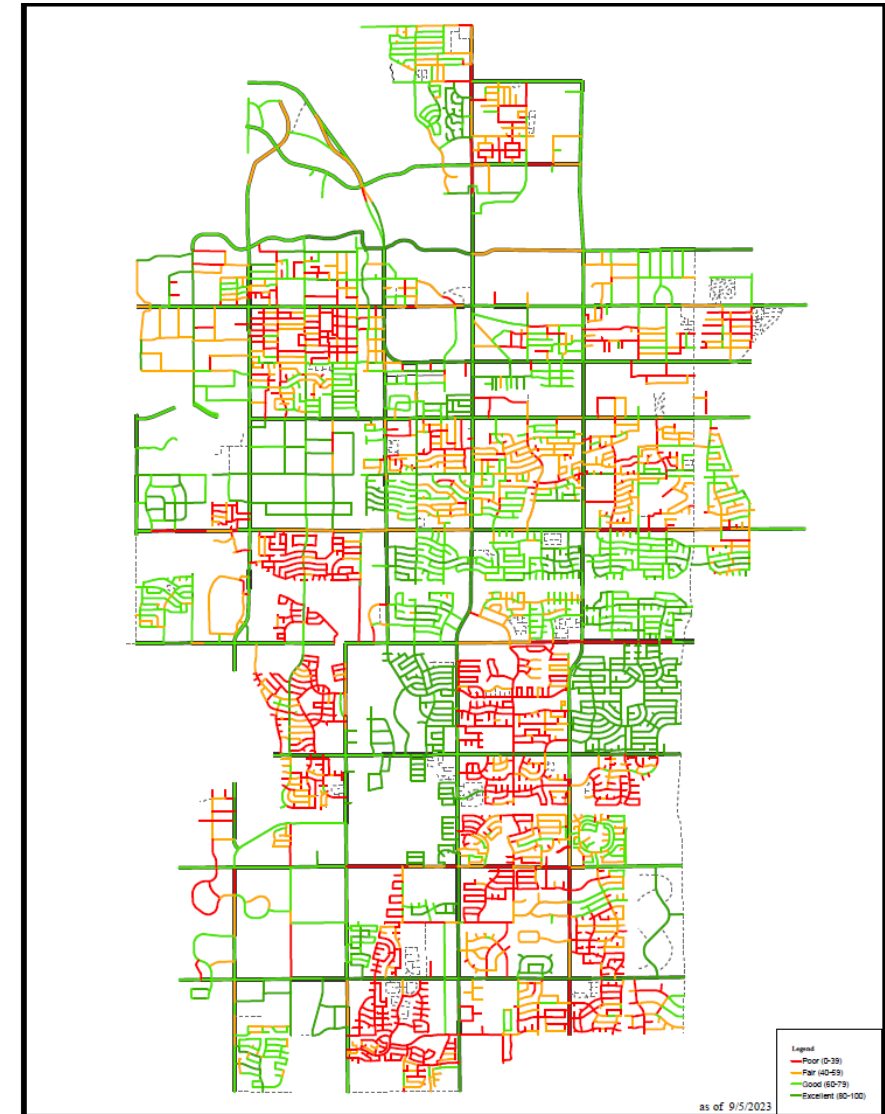 Legend
Poor (0-39)
Fair (40-59)
Good (60-79)
Excellent (80-100)
as of 9/5/2023